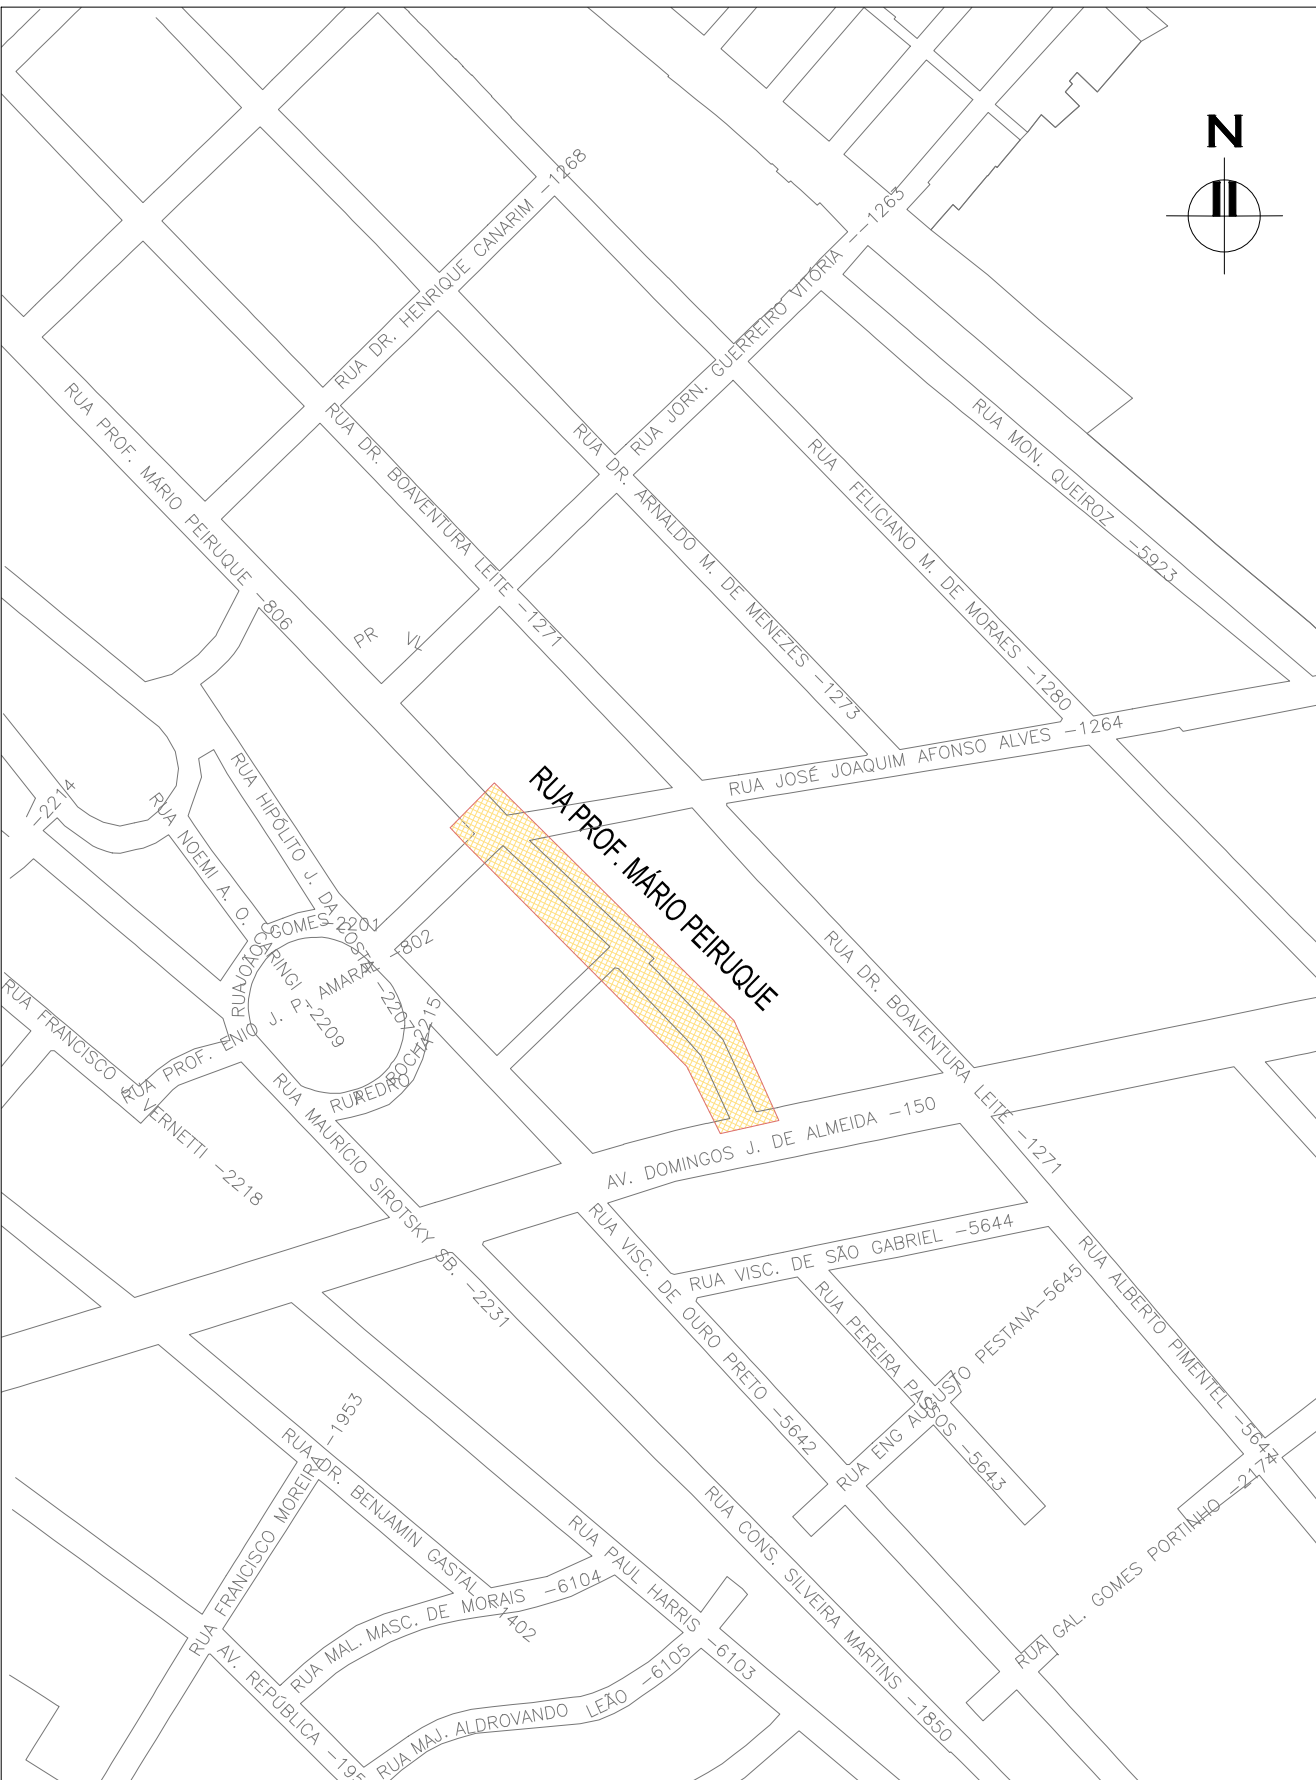 N
RUA DR. HENRIQUE CANARIM -1268
RUA JORN. GUERREIRO VITÓRIA --1263
RUA PROF. MÁRIO PEIRUQUE -806
RUA DR. BOAVENTURA LEITE -1271
RUA DR. ARNALDO M. DE MENEZES -1273
RUA FELICIANO M. DE MORAES -1280
RUA MON. QUEIROZ -5923
PR VL
RUA JOSÉ JOAQUIM AFONSO ALVES -1264
RUA PROF. MÁRIO PEIRUQUE
-2214
RUA HIPÓLITO J. DA COSTA -2207
RUA NOEMI A. O. ARINGI P-2209
RUA JOÃO GOMES-2201
RUA PROF. ENIO J. P. AMARAL -802
RUA PEDRO ROCHA-2215
RUA FRANCISCO P. VERNETTI -2218
RUA MAURICIO SIROTSKY SB. -2231
RUA DR. BOAVENTURA LEITE -1271
AV. DOMINGOS J. DE ALMEIDA -150
RUA VISC. DE SÃO GABRIEL -5644
RUA VISC. DE OURO PRETO -5642
RUA PEREIRA PASSOS -5643
RUA ENG AUGUSTO PESTANA-5645
RUA ALBERTO PIMENTEL -5647
RUA GAL. GOMES PORTINHO -2174
RUA FRANCISCO MOREIRA -1953
RUA DR. BENJAMIN GASTAL -1402
RUA PAUL HARRIS -6103
RUA CONS. SILVEIRA MARTINS -1850
RUA MAL. MASC. DE MORAIS -6104
RUA MAJ. ALDROVANDO LEÃO -6105
AV. REPÚBLICA -195